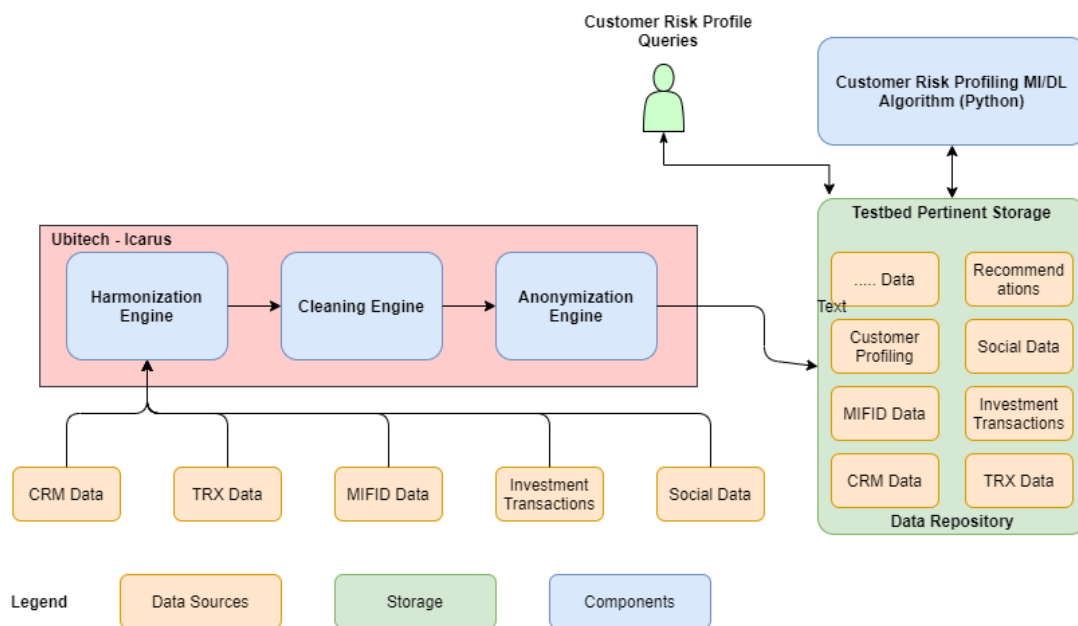 Customer Risk Profile
Queries
Customer Risk Profiling MI/DL
Algorithm (Python)
Testbed Pertinent Storage
Ubitech - Icarus
Harmonization
Engine
Cleaning Engine
Anonymization
Engine
..... Data
Recommend
ations
Text
Customer
Profiling
Social Data
MIFID Data
Investment
Transactions
CRM Data
TRX Data
Data Repository
CRM Data
TRX Data
MIFID Data
Investment
Transactions
Social Data
Legend
Data Sources
Storage
Components